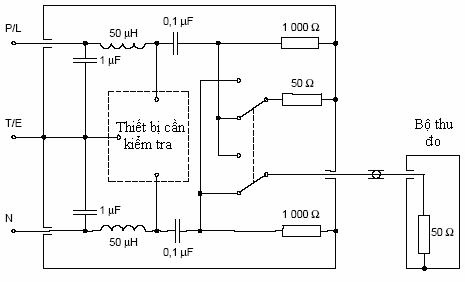 P/L
50 μH
0,1 μF
1 000 Ω
1 μF
50 Ω
T/E
Thiết bị cần
kiểm tra
Bộ thu
đo
1 μF
N
50 μH
0,1 μF
1 000 Ω
50 Ω